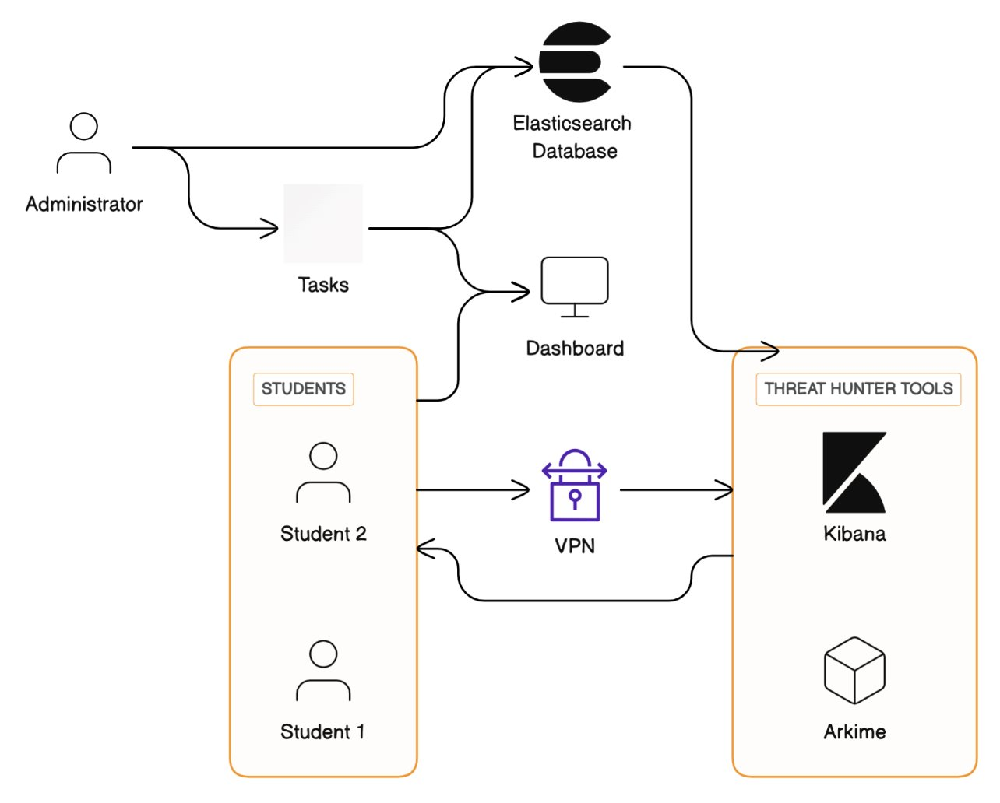 Elasticsearch
Database
Administrator
Tasks
Dashboard
STUDENTS
THREAT HUNTER TOOLS
Student 2
VPN
Kibana
Student 1
Arkime